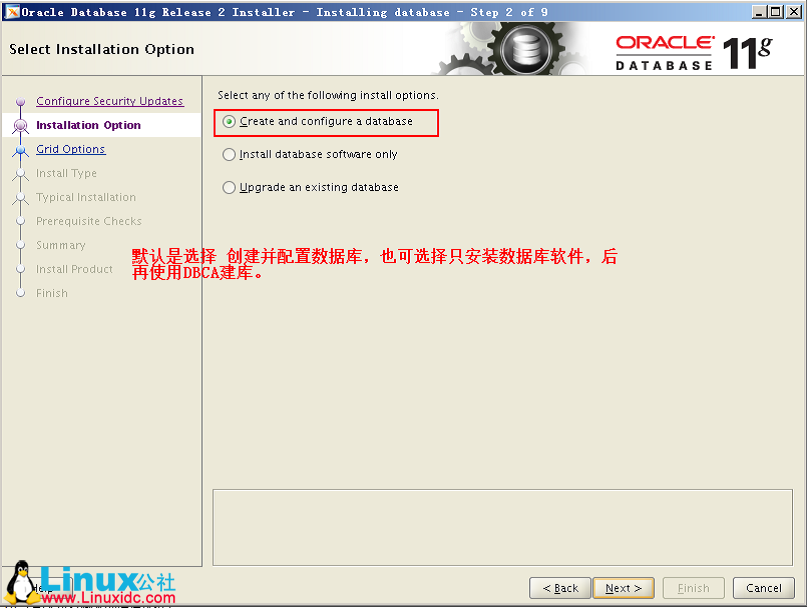 Oracle Database 11g Release 2 Installer - Installing database - Step 2 of 9
Select Installation Option
ORACLE
DATABASE 11g
Configure Security Updates
Installation Option
Grid Options
Install Type
Typical Installation
Prerequisite Checks
Summary
Install Product
Finish
Select any of the following install options.
Create and configure a database
Install database software only
Upgrade an existing database
默认是选择 创建并配置数据库，也可选择只安装数据库软件，后
再使用DBCA建库。
Linux公社
www.Linuxidc.com
< Back
Next >
Finish
Cancel